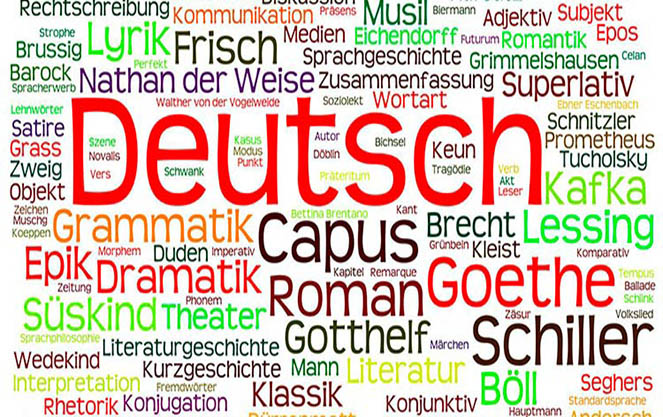 Rechtschreibung
Diskussion
Präsens
Musil
Biermann
Adjektiv
Subjekt
Strophe
Brussig
Lyrik
Perfekt
Kommunikation
Frisch
Medien
Eichendorff
Futurum
Romantik
Epos
Barock
Spracherwerb
Sprachgeschichte
Grimmelshausen
Celan
Nathan der Weise
Zusammenfassung
Superlativ
Lehnwörter
Walther von der Vogelweide
Soziolekt
Wortart
Ebner Eschenbach
Satire
Grass
Zweig
Objekt
Deutsch
Schnitzler
Prometheus
Tucholsky
Szene
Novalis
Vers
Schwank
Kasus
Modus
Punkt
Autor
Döblin
Präteritum
Bichsel
Keun
Tragödie
Verb
Akt
Leser
Kafka
Zeichen
Muschg
Koeppen
Grammatik
Bettina Brentano
Kant
Capus
Brecht
Grünbein
Kleist
Lessing
Komparativ
Epik
Zeitung
Morphem
Duden
Imperativ
Dramatik
Phonem
Kapitel
Remarque
Roman
Goethe
Tempus
Ballade
Schlink
Süskind
Theater
Gotthelf
Zäsur
Volkslied
Schiller
Sprachphilosophie
Literaturgeschichte
Märchen
Wedekind
Kurzgeschichte
Mann
Literatur
Interpretation
Fremdwörter
Klassik
Böll
Seghers
Standardsprache
Rhetorik
Konjugation
Konjunktiv
Hauptmann
Andersch
Dürrenmatt